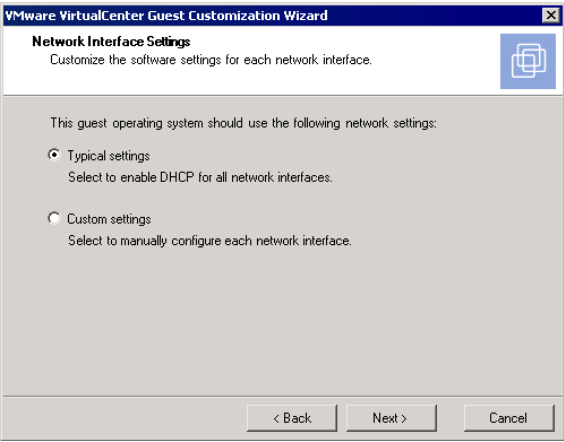 VMware VirtualCenter Guest Customization Wizard
Network Interface Settings
Customize the software settings for each network interface.
This guest operating system should use the following network settings:
Typical settings
Select to enable DHCP for all network interfaces.
Custom settings
Select to manually configure each network interface.
< Back Next > Cancel